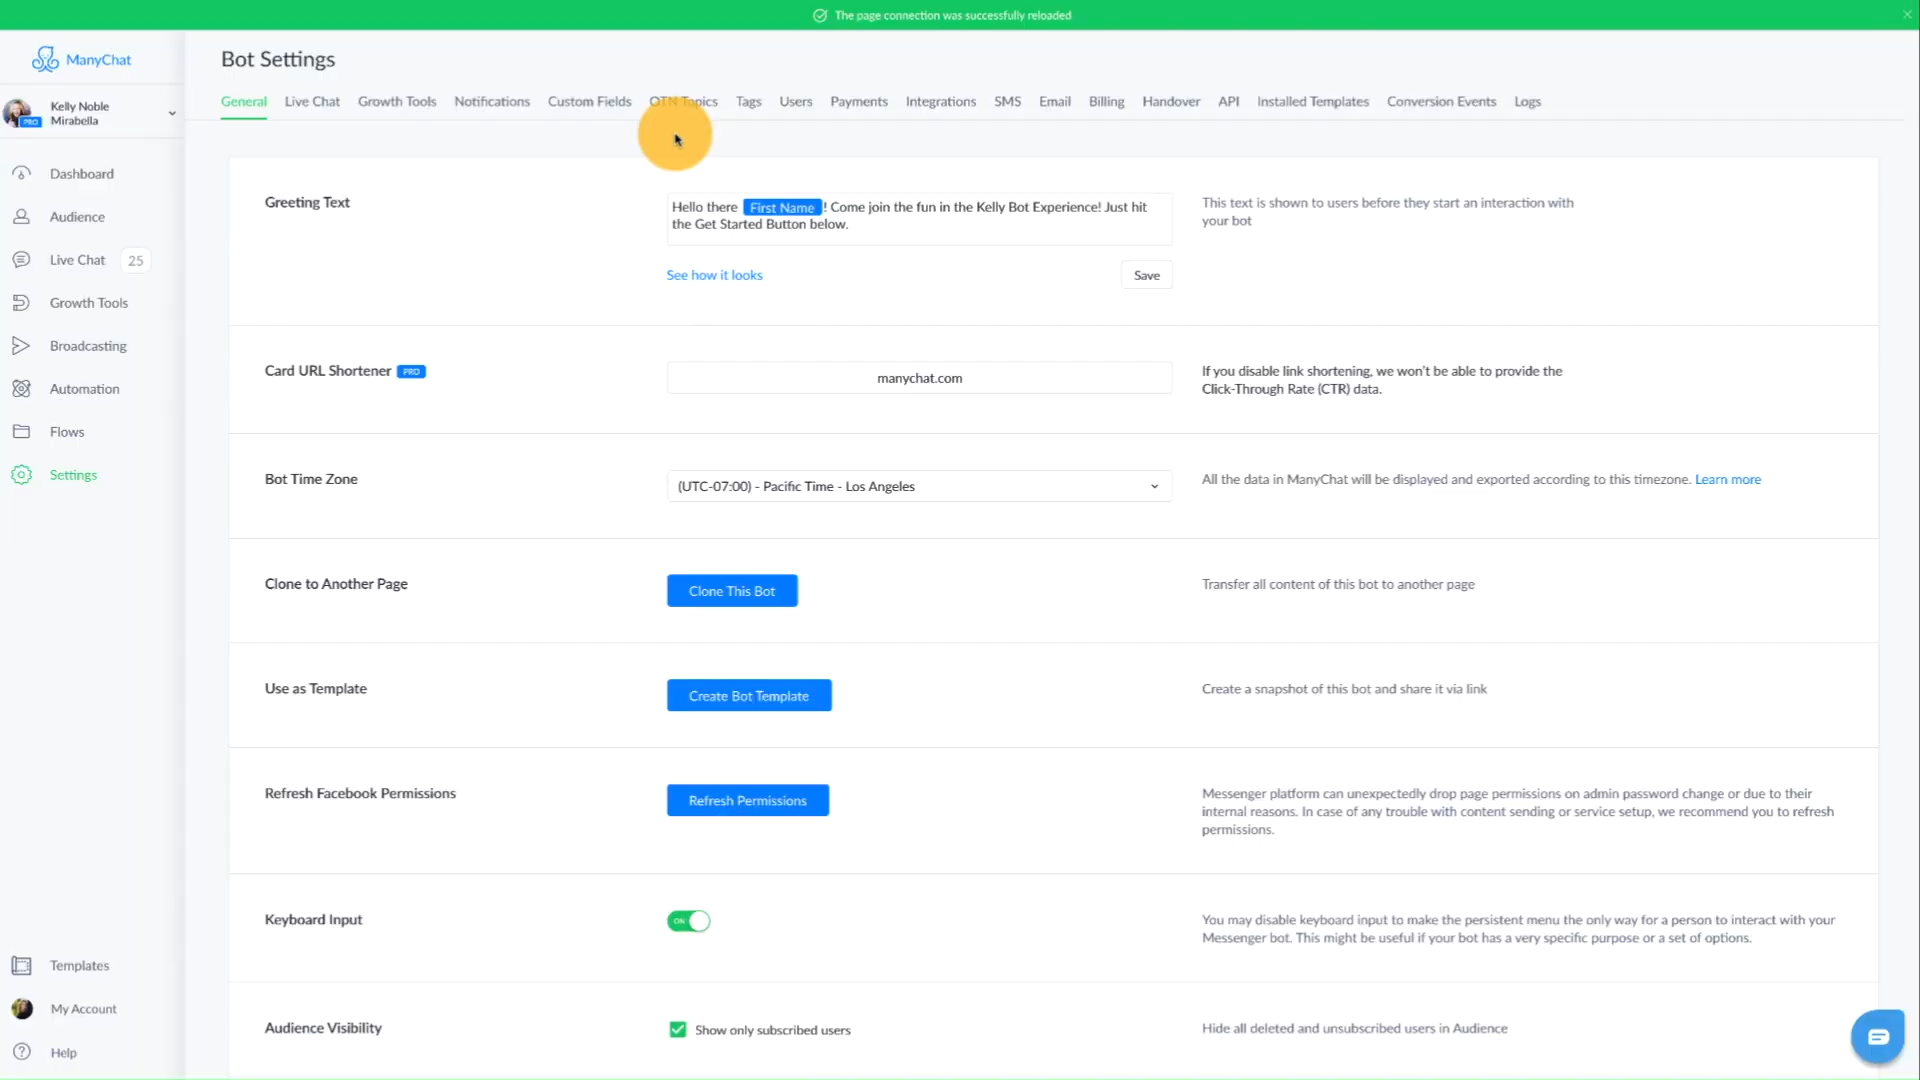 The page connection was successfully reloaded
ManyChat
Kelly Noble
Mirabella
PRO
Dashboard
Audience
Live Chat 25
Growth Tools
Broadcasting
Automation
Flows
Settings
Templates
My Account
Help
Bot Settings
General Live Chat Growth Tools Notifications Custom Fields OTN Topics Tags Users Payments Integrations SMS Email Billing Handover API Installed Templates Conversion Events Logs
Greeting Text
Hello there First Name ! Come join the fun in the Kelly Bot Experience! Just hit
the Get Started Button below.
See how it looks
Save
This text is shown to users before they start an interaction with
your bot
Card URL Shortener PRO
manychat.com
If you disable link shortening, we won't be able to provide the
Click-Through Rate (CTR) data.
Bot Time Zone
(UTC-07:00) - Pacific Time - Los Angeles
All the data in ManyChat will be displayed and exported according to this timezone. Learn more
Clone to Another Page
Clone This Bot
Transfer all content of this bot to another page
Use as Template
Create Bot Template
Create a snapshot of this bot and share it via link
Refresh Facebook Permissions
Refresh Permissions
Messenger platform can unexpectedly drop page permissions on admin password change or due to their
internal reasons. In case of any trouble with content sending or service setup, we recommend you to refresh
permissions.
Keyboard Input
ON
You may disable keyboard input to make the persistent menu the only way for a person to interact with your
Messenger bot. This might be useful if your bot has a very specific purpose or a set of options.
Audience Visibility
Show only subscribed users
Hide all deleted and unsubscribed users in Audience